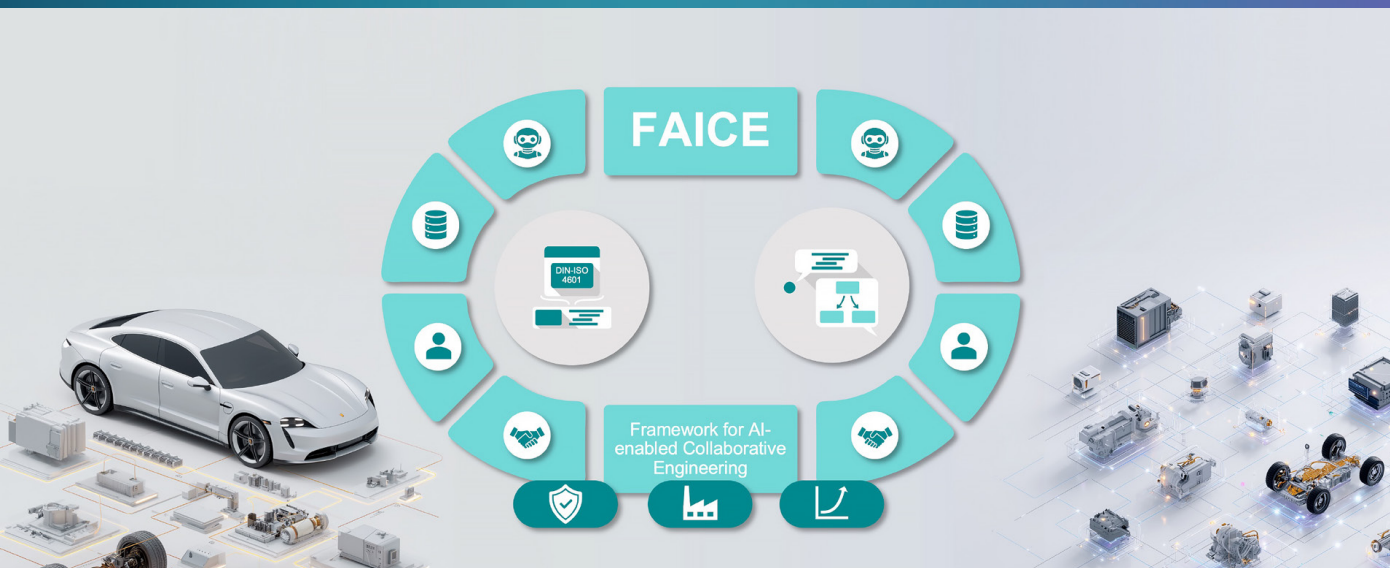 FAICE
DIN-ISO
4601
Framework for AI-
enabled Collaborative
Engineering